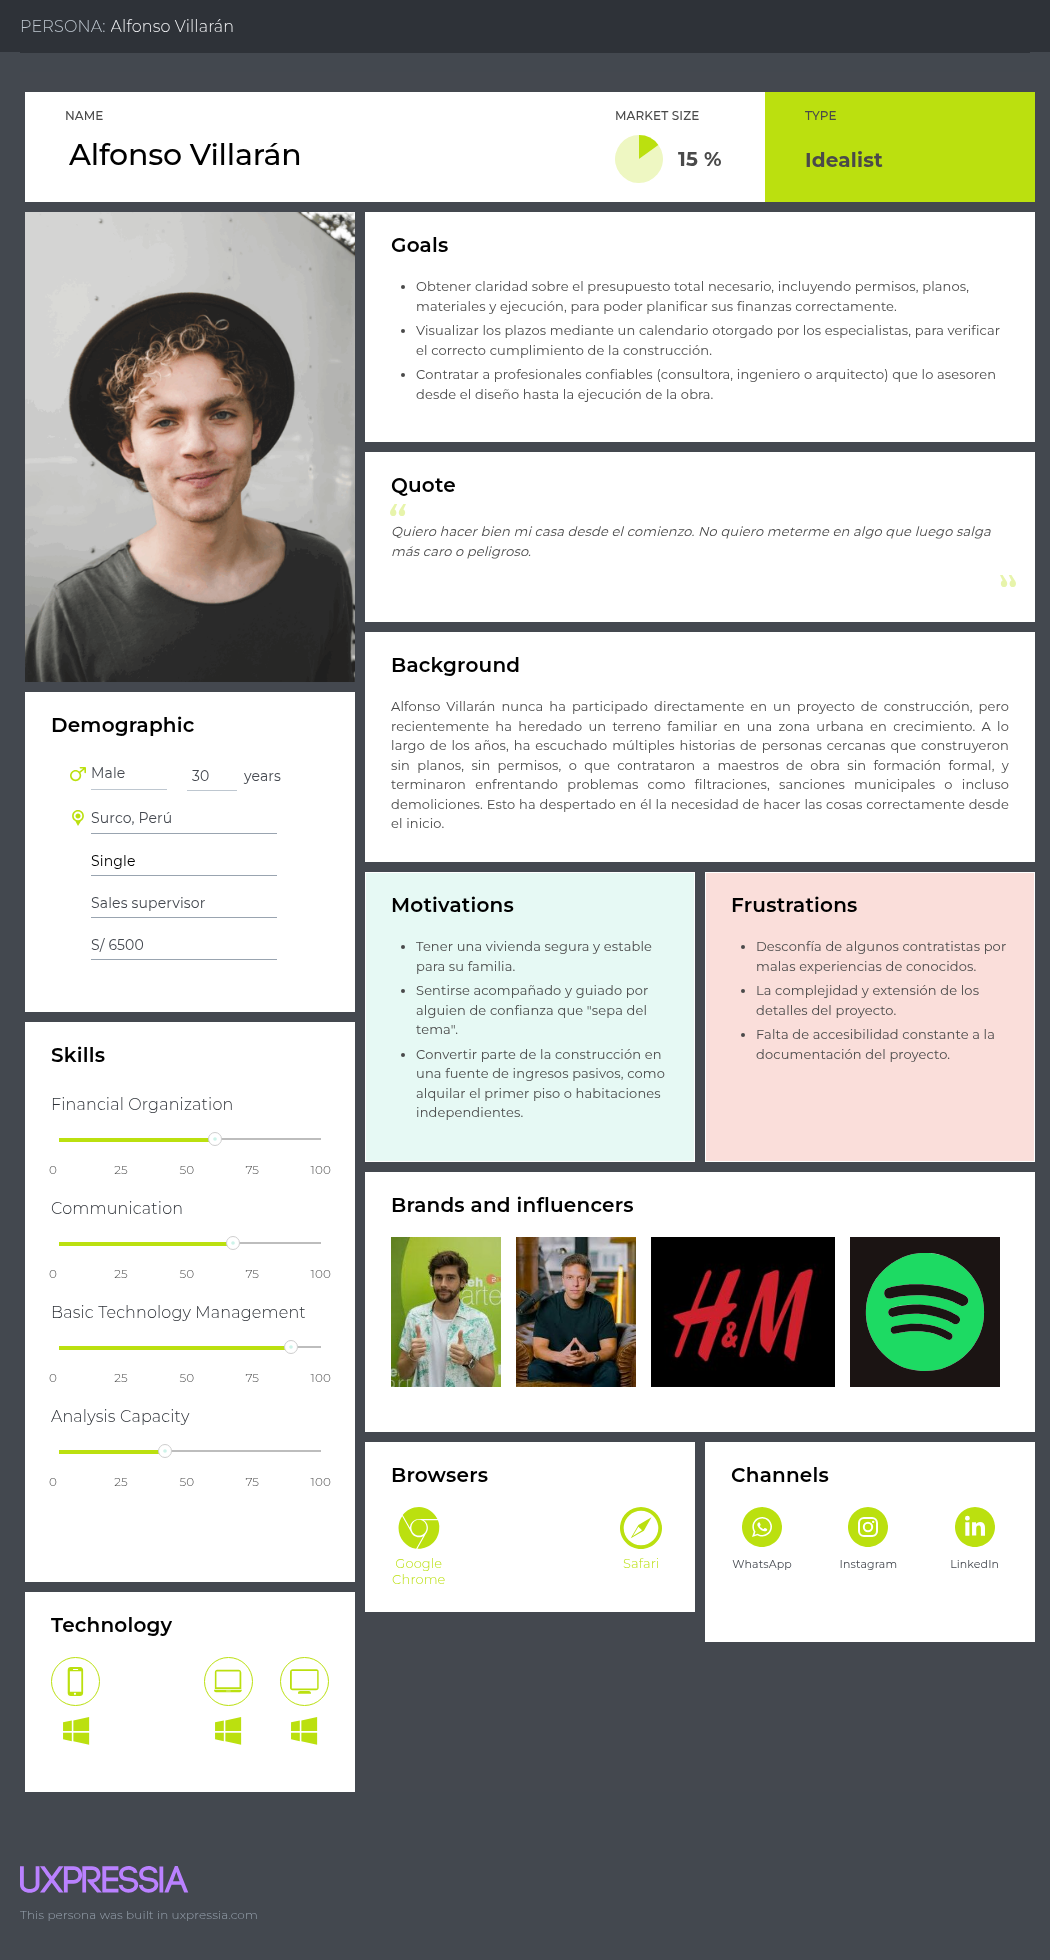 PERSONA: Alfonso Villarán
NAME
Alfonso Villarán
MARKET SIZE
15 %
TYPE
Idealist
Goals
Obtener claridad sobre el presupuesto total necesario, incluyendo permisos, planos,
materiales y ejecución, para poder planificar sus finanzas correctamente.
Visualizar los plazos mediante un calendario otorgado por los especialistas, para verificar
el correcto cumplimiento de la construcción.
Contratar a profesionales confiables (consultora, ingeniero o arquitecto) que lo asesoren
desde el diseño hasta la ejecución de la obra.
Quote
“
Quiero hacer bien mi casa desde el comienzo. No quiero meterme en algo que luego salga
más caro o peligroso.
”
Background
Alfonso Villarán nunca ha participado directamente en un proyecto de construcción, pero
recientemente ha heredado un terreno familiar en una zona urbana en crecimiento. A lo
largo de los años, ha escuchado múltiples historias de personas cercanas que construyeron
sin planos, sin permisos, o que contrataron a maestros de obra sin formación formal, y
terminaron enfrentando problemas como filtraciones, sanciones municipales o incluso
demoliciones. Esto ha despertado en él la necesidad de hacer las cosas correctamente desde
el inicio.
Demographic
Male
30 years
Surco, Perú
Single
Sales supervisor
S/ 6500
Motivations
Tener una vivienda segura y estable
para su familia.
Sentirse acompañado y guiado por
alguien de confianza que "sepa del
tema".
Convertir parte de la construcción en
una fuente de ingresos pasivos, como
alquilar el primer piso o habitaciones
independientes.
Frustrations
Desconfía de algunos contratistas por
malas experiencias de conocidos.
La complejidad y extensión de los
detalles del proyecto.
Falta de accesibilidad constante a la
documentación del proyecto.
Skills
Financial Organization
0 25 50 75 100
Communication
0 25 50 75 100
Basic Technology Management
0 25 50 75 100
Analysis Capacity
0 25 50 75 100
Brands and influencers
H&M
Browsers
Google
Chrome
Safari
Channels
WhatsApp
Instagram
LinkedIn
Technology
UXPRESSIA
This persona was built in uxpressia.com